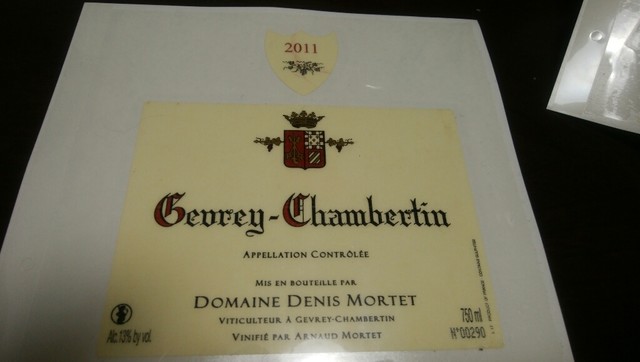 2011
Gevrey-Chambertin
APPELLATION CONTRÔLÉE
MIS EN BOUTEILLE PAR
DOMAINE DENIS MORTET
VITICULTEUR À GEVREY-CHAMBERTIN
VINIFIÉ PAR ARNAUD MORTET
Alc.13% by vol.
750 ml
N°00290